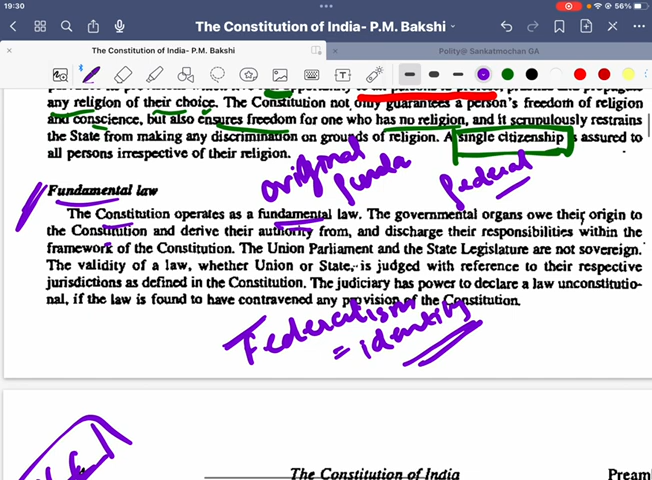 19:30
56%
The Constitution of India- P.M. Bakshi
The Constitution of India- P.M. Bakshi
Polity@ Sankatmochan GA
any religion of their choice. The Constitution not only guarantees a person's freedom of religion
and conscience, but also ensures freedom for one who has no religion, and it scrupulously restrains
the State from making any discrimination on grounds of religion. A single citizenship is assured to
all persons irrespective of their religion.
original
funda
federal
Fundamental law
The Constitution operates as a fundamental law. The governmental organs owe their origin to
the Constitution and derive their authority from, and discharge their responsibilities within the
framework of the Constitution. The Union Parliament and the State Legislature are not sovereign.
The validity of a law, whether Union or State, is judged with reference to their respective
jurisdictions as defined in the Constitution. The judiciary has power to declare a law unconstitutio-
nal, if the law is found to have contravened any provision of the Constitution.
Federalism
= identity
The Constitution of India
Pream